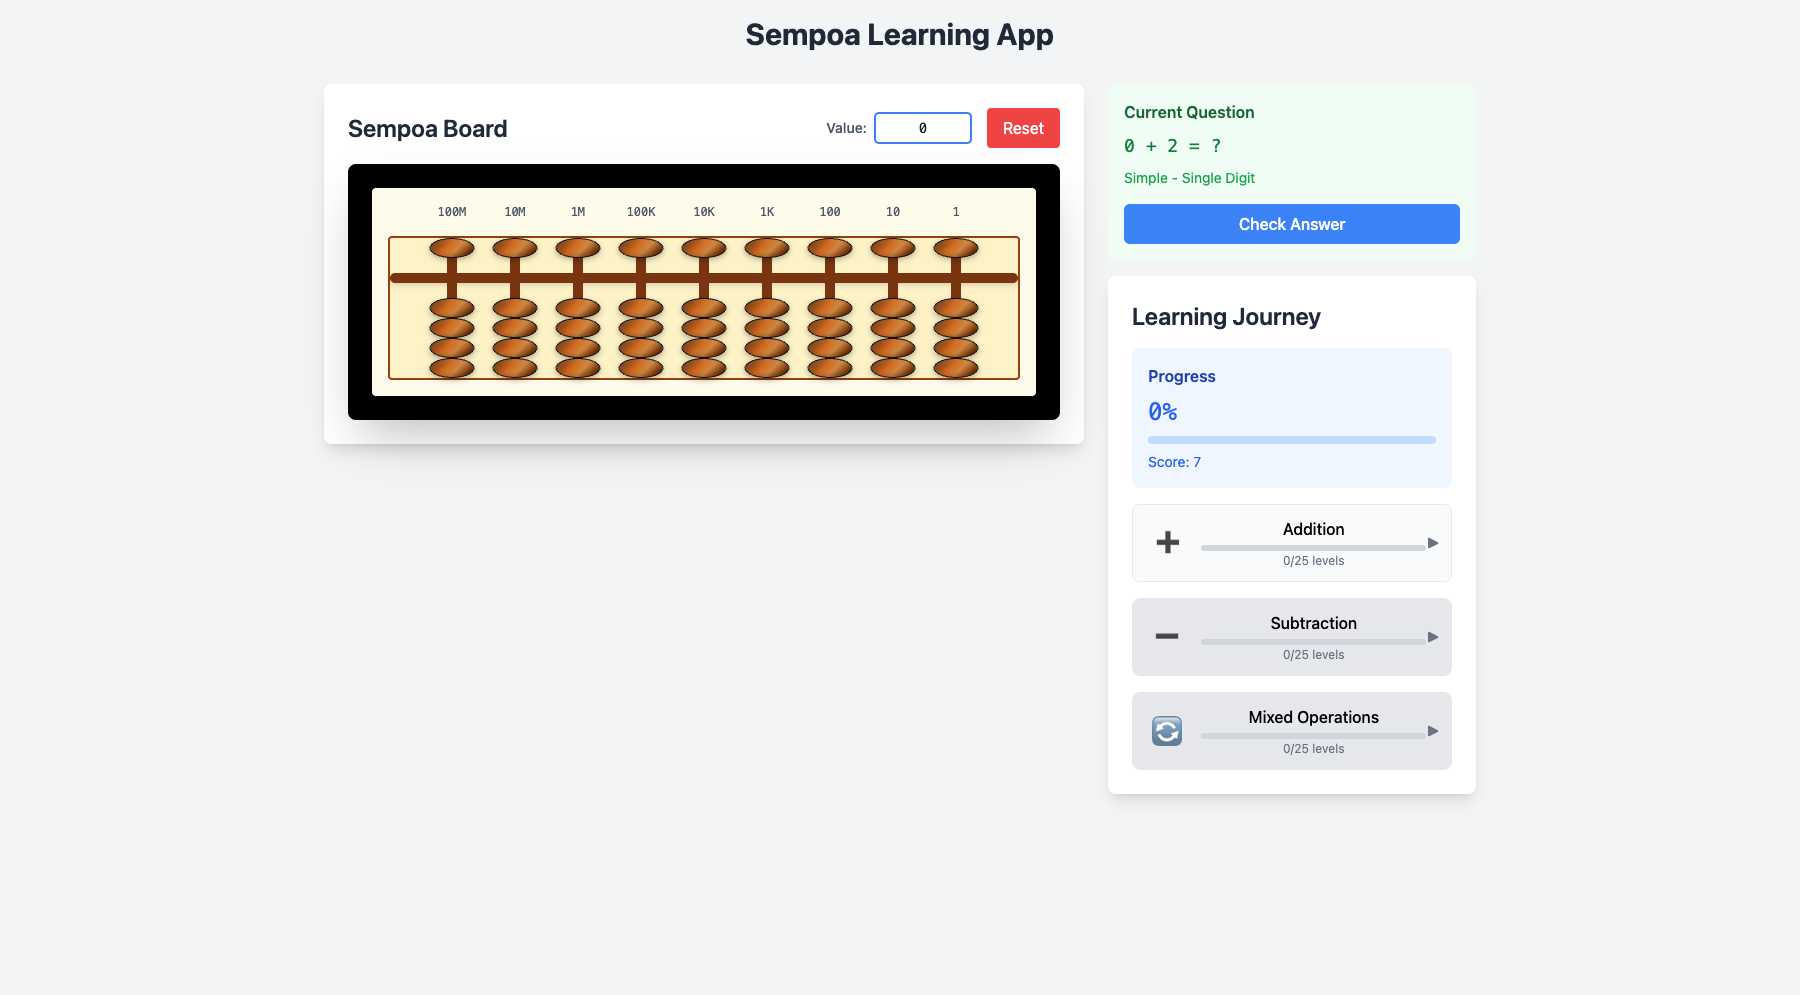 Sempoa Learning App
Sempoa Board
Value: 0 Reset
100M 10M 1M 100K 10K 1K 100 10 1
Current Question
0 + 2 = ?
Simple - Single Digit
Check Answer
Learning Journey
Progress
0%
Score: 7
Addition
0/25 levels
Subtraction
0/25 levels
Mixed Operations
0/25 levels